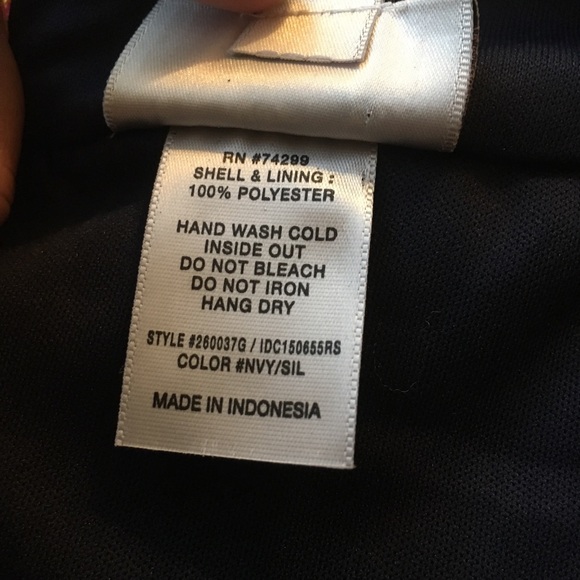 RN #74299
SHELL & LINING :
100% POLYESTER
HAND WASH COLD
INSIDE OUT
DO NOT BLEACH
DO NOT IRON
HANG DRY
STYLE #260037G / IDC150655RS
COLOR #NVY/SIL
MADE IN INDONESIA